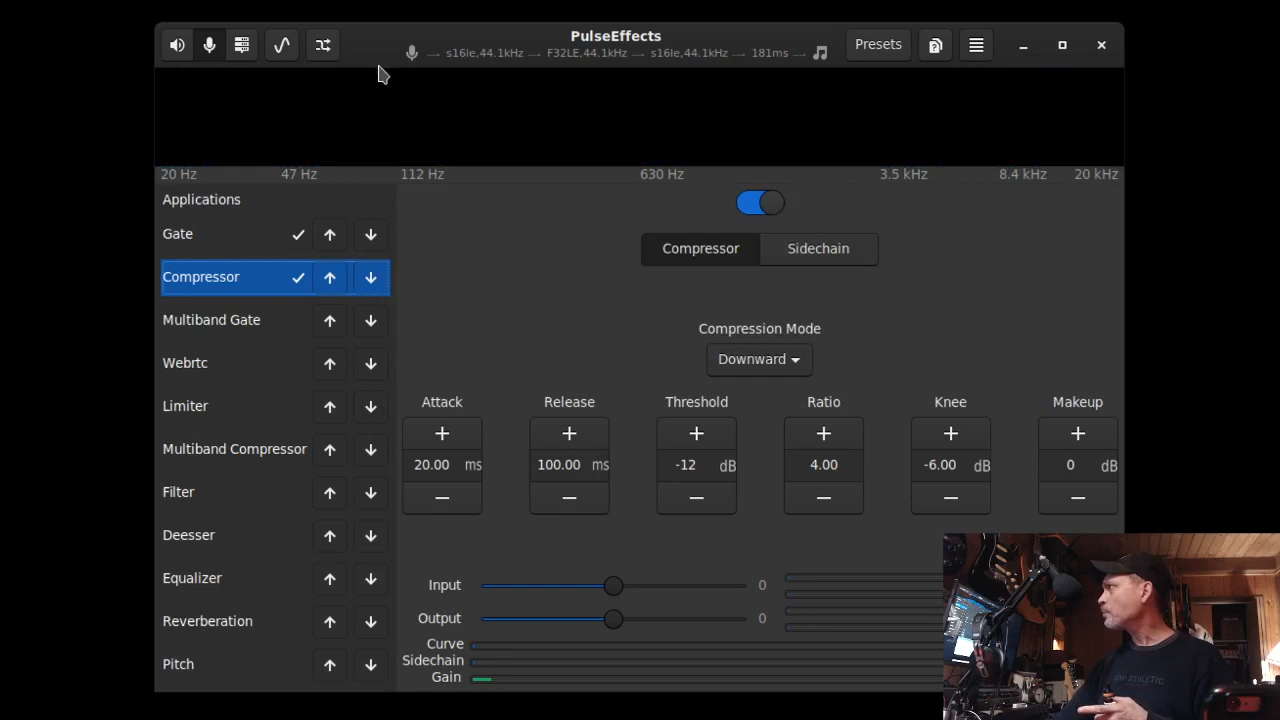 PulseEffects
s16le,44.1kHz F32LE,44.1kHz s16le,44.1kHz 181ms
Presets
20 Hz 47 Hz 112 Hz 630 Hz 3.5 kHz 8.4 kHz 20 kHz
Applications
Gate
Compressor
Multiband Gate
Webrtc
Limiter
Multiband Compressor
Filter
Deesser
Equalizer
Reverberation
Pitch
Compressor Sidechain
Compression Mode
Downward
Attack Release Threshold Ratio Knee Makeup
20.00 ms 100.00 ms -12 dB 4.00 -6.00 dB 0 dB
Input 0
Output 0
Curve
Sidechain
Gain
ATHLETIC